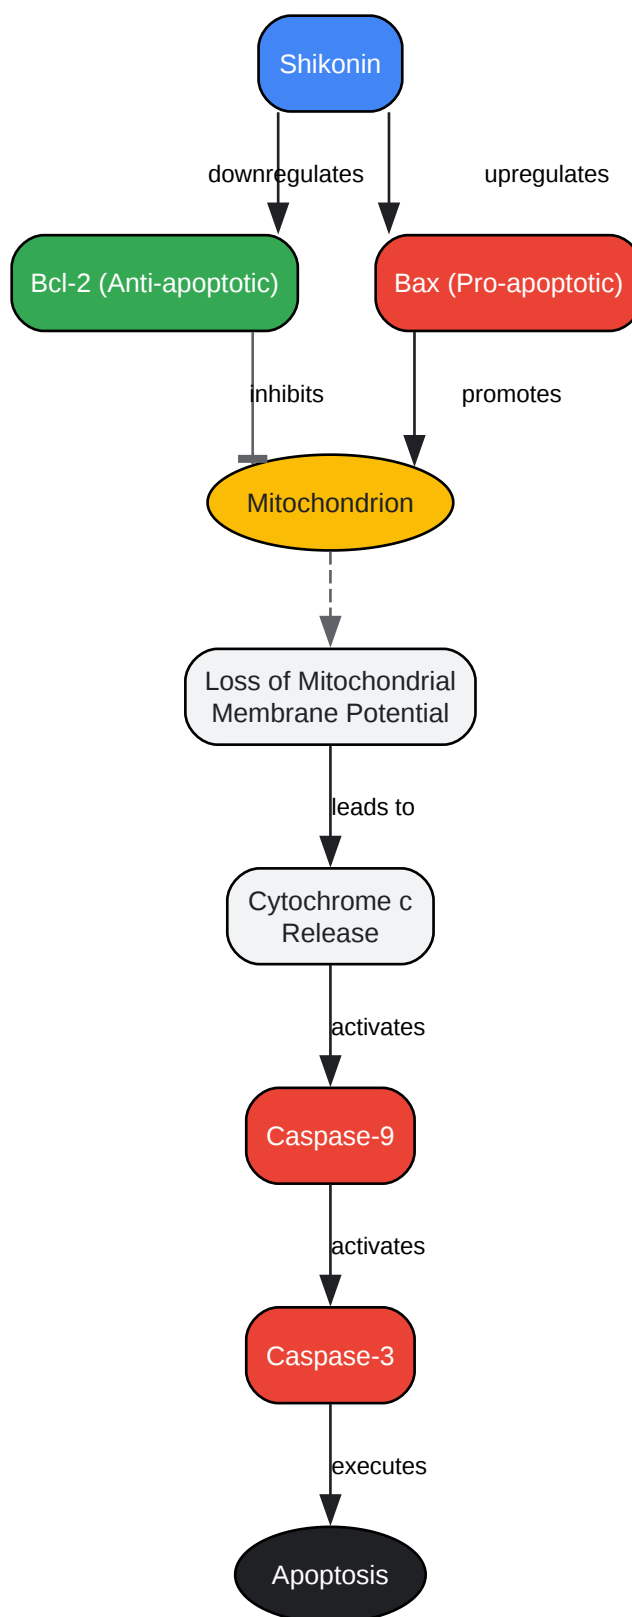 Shikonin
downregulates
upregulates
Bcl-2 (Anti-apoptotic)
Bax (Pro-apoptotic)
inhibits
promotes
Mitochondrion
Loss of Mitochondrial
Membrane Potential
leads to
Cytochrome c
Release
activates
Caspase-9
activates
Caspase-3
executes
Apoptosis